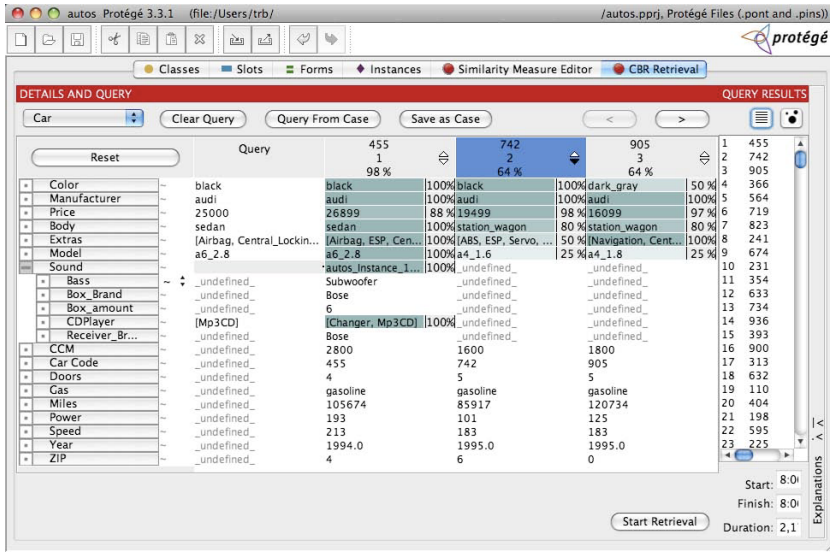 autos Protégé 3.3.1 (file:/Users/trb/ /autos.pprj, Protégé Files (.pont and .pins))
protégé
Classes Slots Forms Instances Similarity Measure Editor CBR Retrieval
DETAILS AND QUERY QUERY RESULTS
Car Clear Query Query From Case Save as Case < >
Reset Query 455 742 905
1 2 3
98 % 64 % 64 %
Color ~ black black 100% black 100% dark_gray 50 %
Manufacturer ~ audi audi 100% audi 100% audi 100%
Price ~ 25000 26899 88 % 19499 98 % 16099 97 %
Body ~ sedan sedan 100% station_wagon 80 % station_wagon 80 %
Extras ~ [Airbag, Central_Lockin... [Airbag, ESP, Cen... 100% [ABS, ESP, Servo, ... 50 % [Navigation, Cent... 100%
Model ~ a6_2.8 a6_2.8 100% a4_1.6 25 % a4_1.8 25 %
Sound autos_Instance_1... 100% _undefined_ _undefined_
Bass ~ _undefined_ Subwoofer _undefined_ _undefined_
Box_Brand ~ _undefined_ Bose _undefined_ _undefined_
Box_amount ~ _undefined_ 6 _undefined_ _undefined_
CDPlayer ~ [Mp3CD] [Changer, Mp3CD] 100% _undefined_ _undefined_
Receiver_Br... ~ _undefined_ Bose _undefined_ _undefined_
CCM ~ _undefined_ 2800 1600 1800
Car Code ~ _undefined_ 455 742 905
Doors ~ _undefined_ 4 5 5
Gas ~ _undefined_ gasoline gasoline gasoline
Miles ~ _undefined_ 105674 85917 120734
Power ~ _undefined_ 193 101 125
Speed ~ _undefined_ 213 183 183
Year ~ _undefined_ 1994.0 1995.0 1995.0
ZIP ~ _undefined_ 4 6 0
1 455
2 742
3 905
4 366
5 564
6 719
7 823
8 241
9 674
10 231
11 354
12 633
13 734
14 936
15 393
16 900
17 313
18 632
19 110
20 404
21 198
22 595
23 225
Explanations
Start: 8:0
Finish: 8:0
Start Retrieval Duration: 2,1